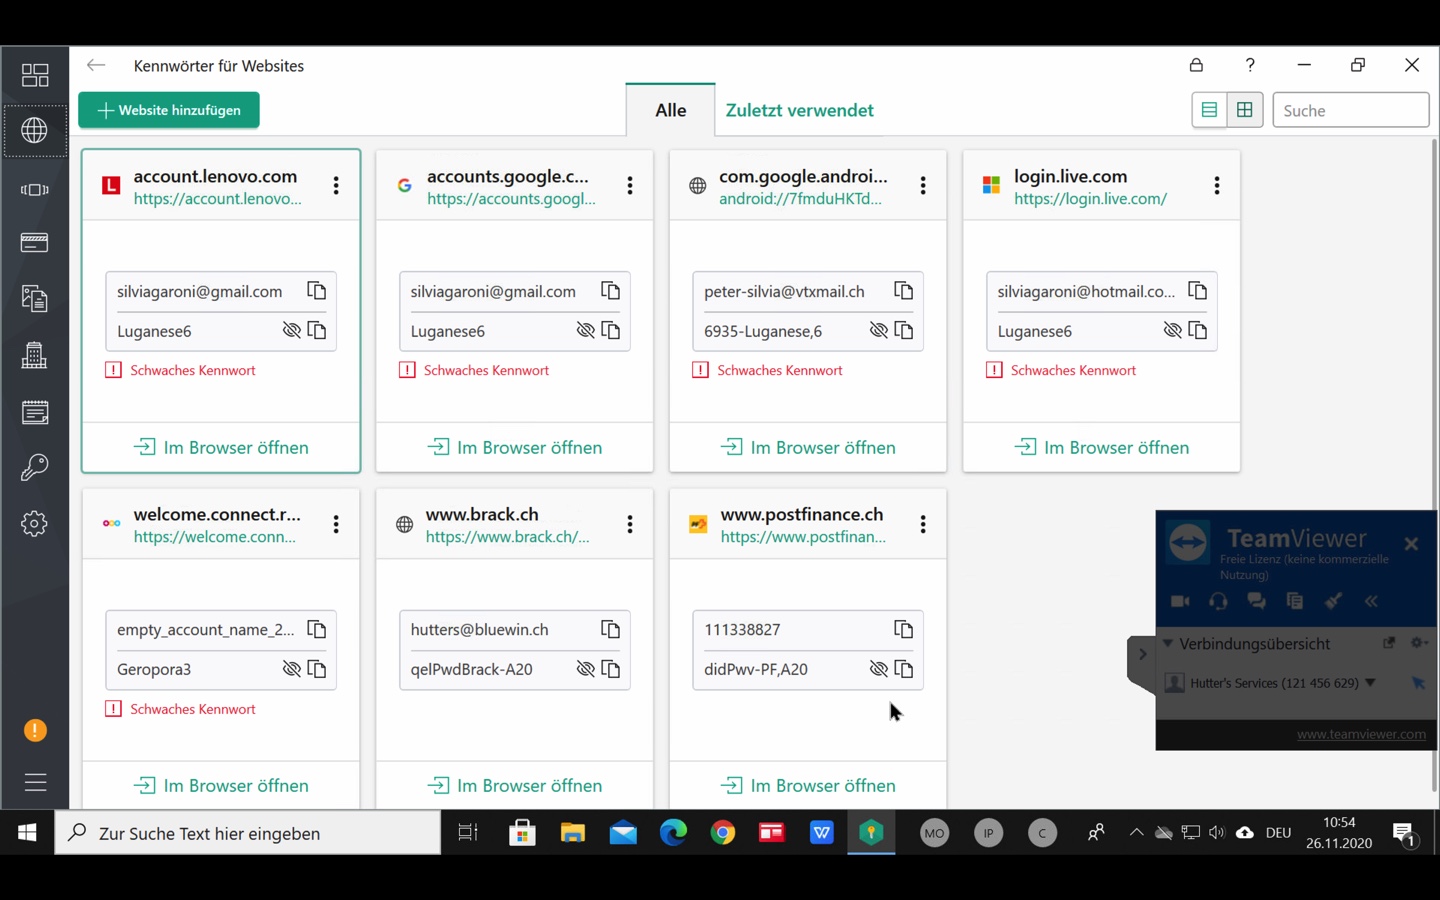 Kennwörter für Websites
?
+ Website hinzufügen
Alle
Zuletzt verwendet
Suche
L
account.lenovo.com
https://account.lenovo...
silviagaroni@gmail.com
Luganese6
! Schwaches Kennwort
Im Browser öffnen
G
accounts.google.c...
https://accounts.googl...
silviagaroni@gmail.com
Luganese6
! Schwaches Kennwort
Im Browser öffnen
com.google.androi...
android://7fmduHKTd...
peter-silvia@vtxmail.ch
6935-Luganese,6
! Schwaches Kennwort
Im Browser öffnen
login.live.com
https://login.live.com/
silviagaroni@hotmail.co...
Luganese6
! Schwaches Kennwort
Im Browser öffnen
welcome.connect.r...
https://welcome.conn...
empty_account_name_2...
Geropora3
! Schwaches Kennwort
Im Browser öffnen
www.brack.ch
https://www.brack.ch/...
hutters@bluewin.ch
qelPwdBrack-A20
Im Browser öffnen
www.postfinance.ch
https://www.postfinan...
111338827
didPwv-PF,A20
Im Browser öffnen
TeamViewer
Freie Lizenz (keine kommerzielle
Nutzung)
Verbindungsübersicht
Hutter's Services (121 456 629)
www.teamviewer.com
!
Zur Suche Text hier eingeben
W
MO
IP
C
DEU
10:54
26.11.2020
1